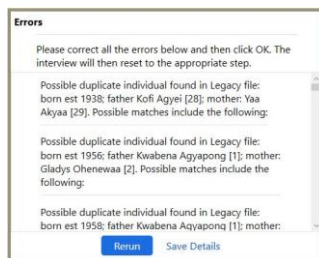 Errors
Please correct all the errors below and then click OK. The
interview will then reset to the appropriate step.
Possible duplicate individual found in Legacy file:
born est 1938; father Kofi Agyei [28]; mother: Yaa
Akyaa [29]. Possible matches include the following:
Possible duplicate individual found in Legacy file:
born est 1956; father Kwabena Agyapong [1]; mother:
Gladys Ohenewaa [2]. Possible matches include the
following:
Possible duplicate individual found in Legacy file:
born est 1958; father Kwabena Agyapong [1]; mother:
Rerun Save Details